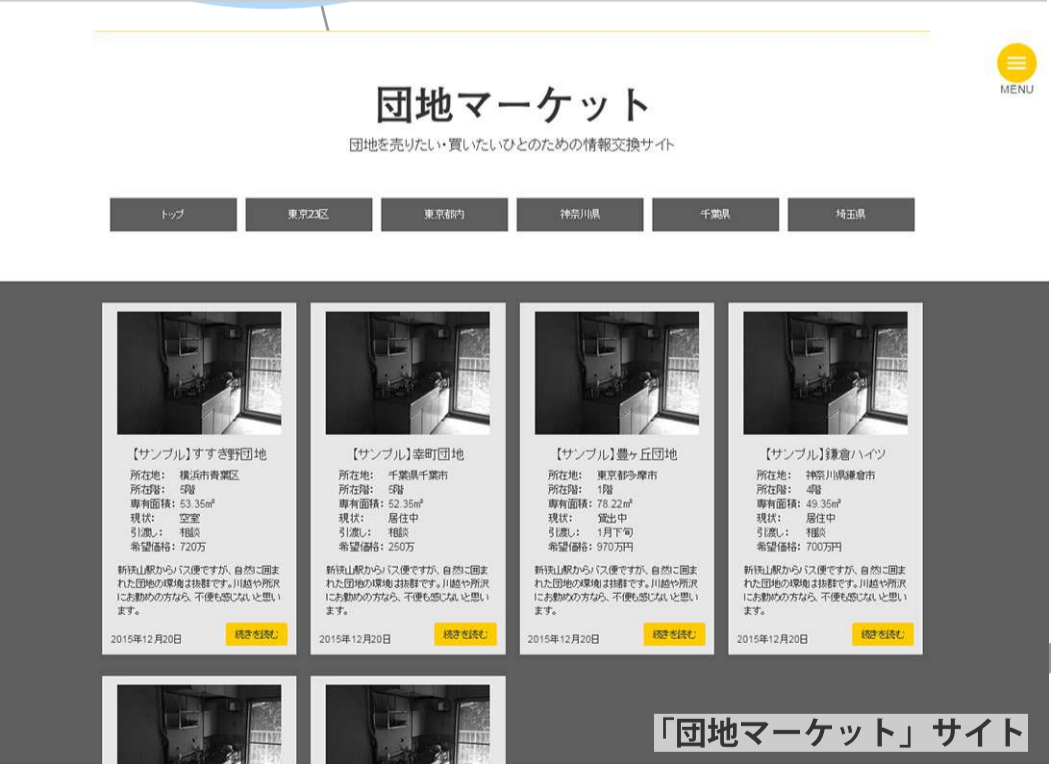 MENU
団地マーケット
団地を売りたい・買いたいひとのための情報交換サイト
トップ
東京23区
東京都内
神奈川県
千葉県
埼玉県
【サンプル】すすき野団地
所在地： 横浜市青葉区
所在階： 5階
専有面積： 53.35㎡
現状： 空室
引渡し： 相談
希望価格： 720万
新狭山駅からバス便ですが、自然に囲ま
れた団地の環境は抜群です。川越や所沢
にお勤めの方なら、不便も感じないと思い
ます。
2015年12月20日
続きを読む
【サンプル】幸町団地
所在地： 千葉県千葉市
所在階： 5階
専有面積： 52.35㎡
現状： 居住中
引渡し： 相談
希望価格： 250万
新狭山駅からバス便ですが、自然に囲ま
れた団地の環境は抜群です。川越や所沢
にお勤めの方なら、不便も感じないと思い
ます。
2015年12月20日
続きを読む
【サンプル】豊ヶ丘団地
所在地： 東京都多摩市
所在階： 1階
専有面積： 78.22㎡
現状： 貸出中
引渡し： 1月下旬
希望価格： 970万円
新狭山駅からバス便ですが、自然に囲ま
れた団地の環境は抜群です。川越や所沢
にお勤めの方なら、不便も感じないと思い
ます。
2015年12月20日
続きを読む
【サンプル】鎌倉ハイツ
所在地： 神奈川県鎌倉市
所在階： 4階
専有面積： 49.35㎡
現状： 居住中
引渡し： 相談
希望価格： 700万円
新狭山駅からバス便ですが、自然に囲ま
れた団地の環境は抜群です。川越や所沢
にお勤めの方なら、不便も感じないと思い
ます。
2015年12月20日
続きを読む
「団地マーケット」サイト